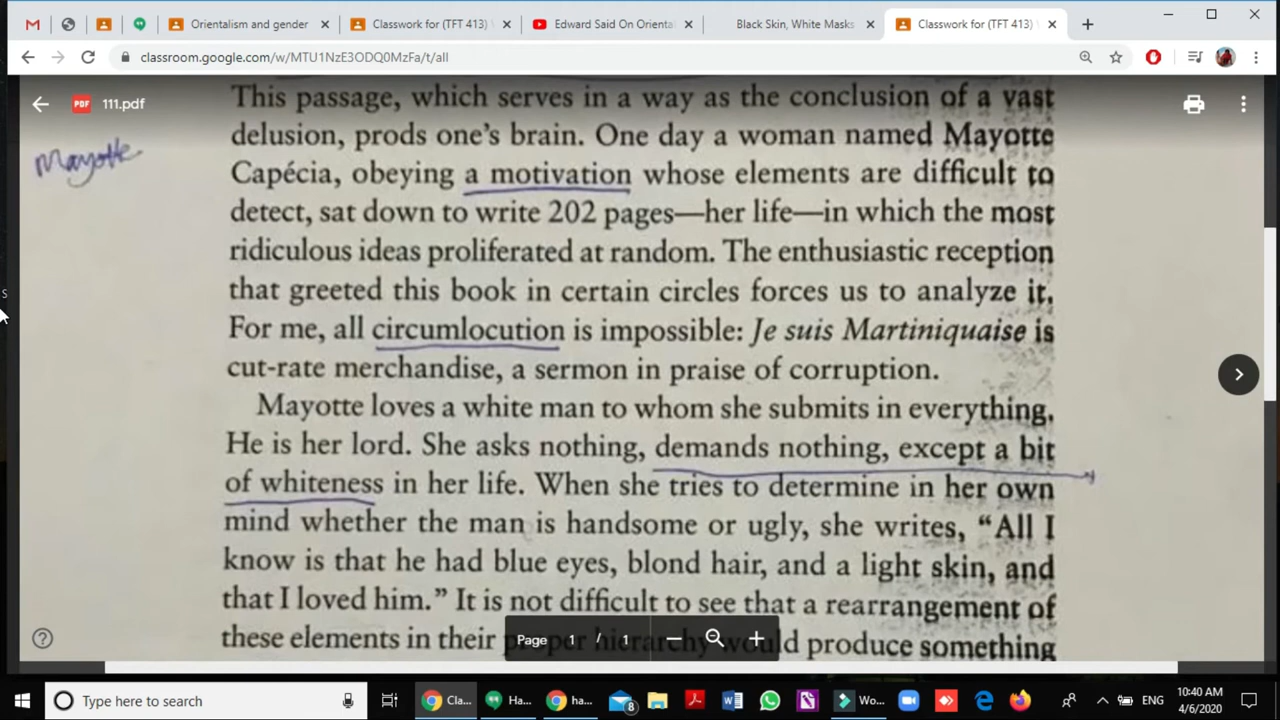 Orientalism and gender
Classwork for (TFT 413)
Edward Said On Oriental
Black Skin, White Masks
Classwork for (TFT 413)
classroom.google.com/w/MTU1NzE3ODQ0MzFa/t/all
PDF 111.pdf
Mayotte
This passage, which serves in a way as the conclusion of a vast
delusion, prods one's brain. One day a woman named Mayotte
Capécia, obeying a motivation whose elements are difficult to
detect, sat down to write 202 pages—her life—in which the most
ridiculous ideas proliferated at random. The enthusiastic reception
that greeted this book in certain circles forces us to analyze it.
For me, all circumlocution is impossible: Je suis Martiniquaise is
cut-rate merchandise, a sermon in praise of corruption.
Mayotte loves a white man to whom she submits in everything.
He is her lord. She asks nothing, demands nothing, except a bit
of whiteness in her life. When she tries to determine in her own
mind whether the man is handsome or ugly, she writes, "All I
know is that he had blue eyes, blond hair, and a light skin, and
that I loved him." It is not difficult to see that a rearrangement of
these elements in their proper hierarchy would produce something
Page 1 / 1
S
Type here to search
Cla...
Ha...
ha...
8
Wo...
ENG
10:40 AM
4/6/2020